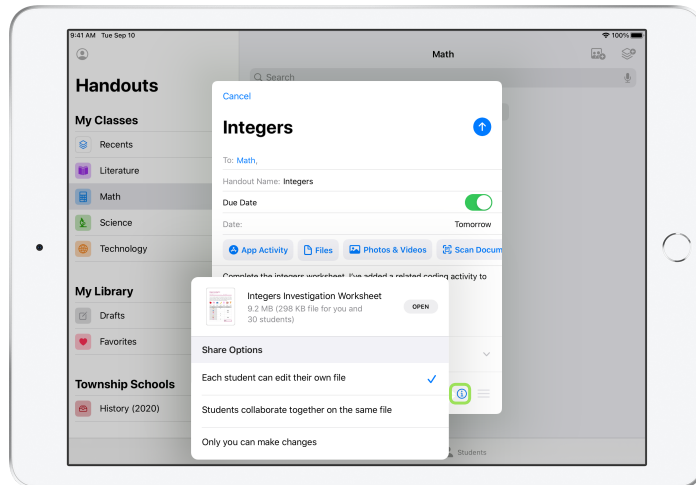 9:41 AM Tue Sep 10
100%
Math
Handouts
Search
My Classes
Recents
Literature
Math
Science
Technology
My Library
Drafts
Favorites
Township Schools
History (2020)
Cancel
Integers
To: Math,
Handout Name: Integers
Due Date
Date: Tomorrow
App Activity Files Photos & Videos Scan Docum
Complete the integers worksheet. I've added a related coding activity to
Integers Investigation Worksheet
9.2 MB (298 KB file for you and
30 students)
OPEN
Share Options
Each student can edit their own file
Students collaborate together on the same file
Only you can make changes
Students